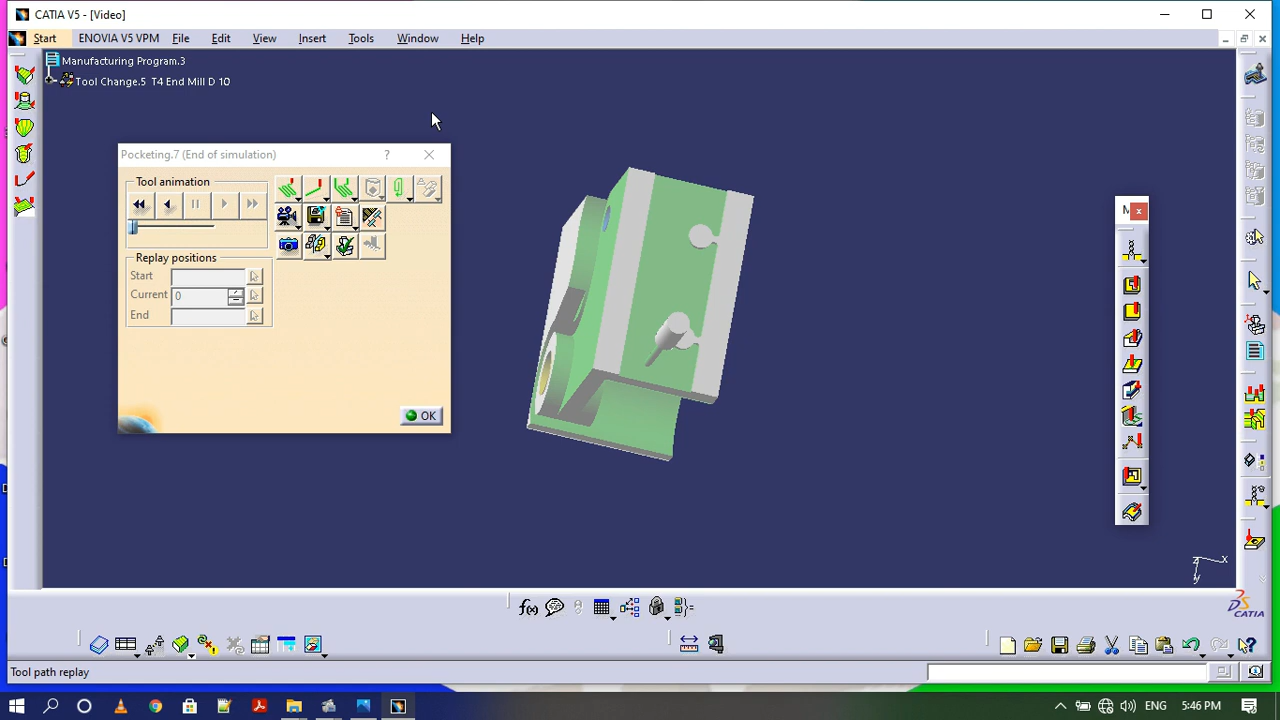 CATIA V5 - [Video]
Start ENOVIA V5 VPM File Edit View Insert Tools Window Help
Manufacturing Program.3
Tool Change.5 T4 End Mill D 10
Pocketing.7 (End of simulation) ?
Tool animation
Replay positions
Start
Current 0
End
OK
M
x
y
z
f(x)
CATIA
Tool path replay
ENG 5:46 PM